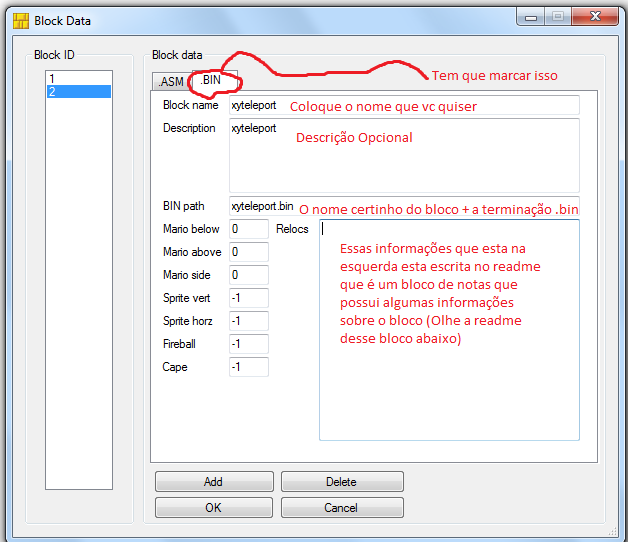 Block Data
Block ID
Block data
1
2
.ASM
.BIN
Tem que marcar isso
Block name
xyteleport
Coloque o nome que vc quiser
Description
xyteleport
Descrição Opcional
BIN path
xyteleport.bin
O nome certinho do bloco + a terminação .bin
Mario below
0
Relocs
Mario above
0
Mario side
0
Sprite vert
-1
Sprite horz
-1
Fireball
-1
Cape
-1
Essas informações que esta na
esquerda esta escrita no readme
que é um bloco de notas que
possui algumas informações
sobre o bloco (Olhe a readme
desse bloco abaixo)
Add
Delete
OK
Cancel